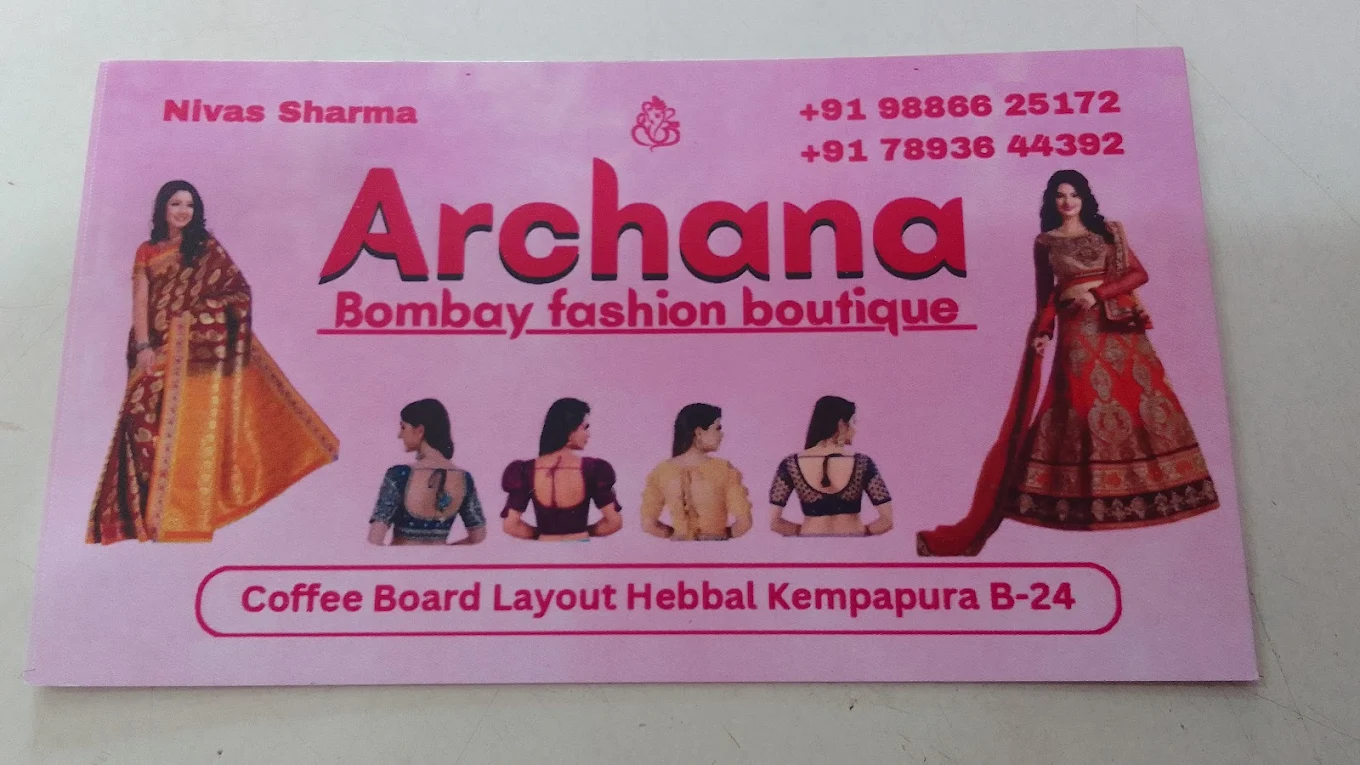 Nivas Sharma
+91 98866 25172
+91 78936 44392
Archana
Bombay fashion boutique
Coffee Board Layout Hebbal Kempapura B-24